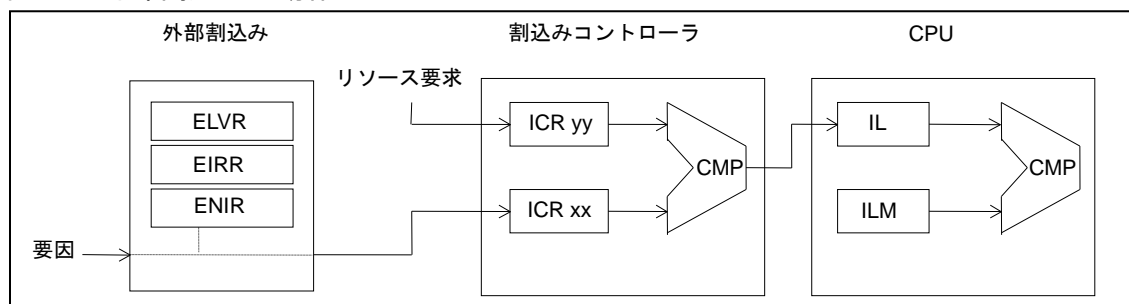 外部割込み
割込みコントローラ
CPU
リソース要求
ELVR
EIRR
ENIR
要因
ICR yy
ICR xx
CMP
IL
ILM
CMP